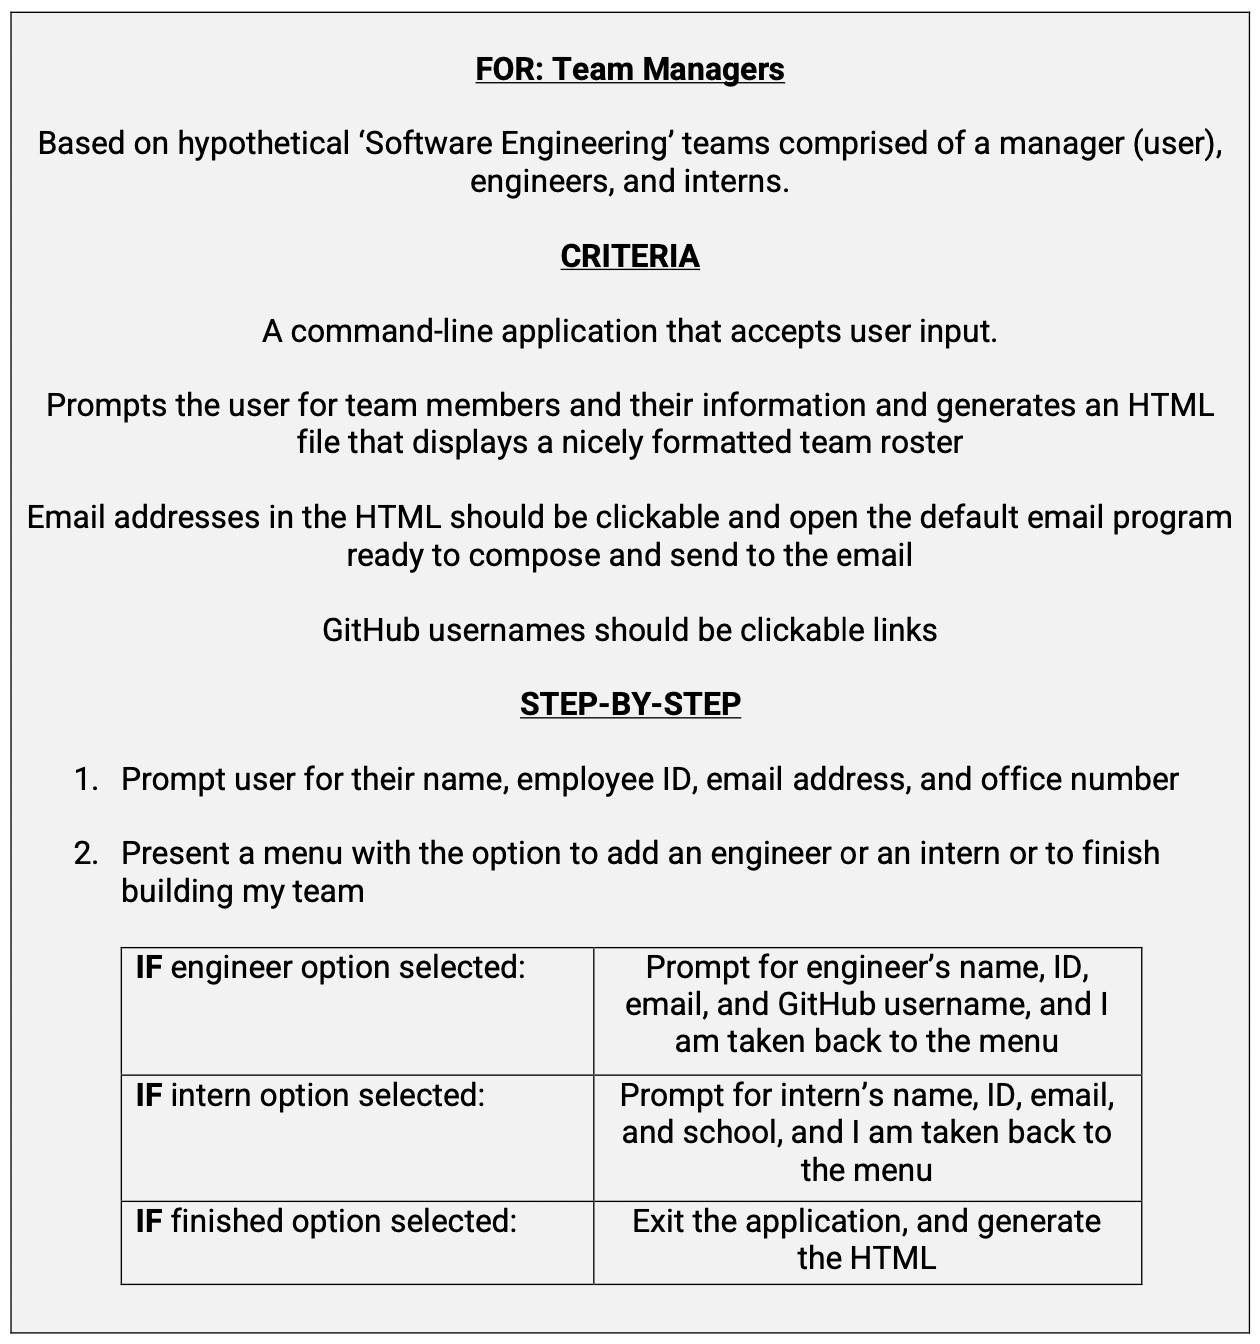 FOR: Team Managers
Based on hypothetical ‘Software Engineering’ teams comprised of a manager (user),
engineers, and interns.
CRITERIA
A command-line application that accepts user input.
Prompts the user for team members and their information and generates an HTML
file that displays a nicely formatted team roster
Email addresses in the HTML should be clickable and open the default email program
ready to compose and send to the email
GitHub usernames should be clickable links
STEP-BY-STEP
1. Prompt user for their name, employee ID, email address, and office number
2. Present a menu with the option to add an engineer or an intern or to finish
building my team
IF engineer option selected:
Prompt for engineer’s name, ID,
email, and GitHub username, and I
am taken back to the menu
IF intern option selected:
Prompt for intern’s name, ID, email,
and school, and I am taken back to
the menu
IF finished option selected:
Exit the application, and generate
the HTML